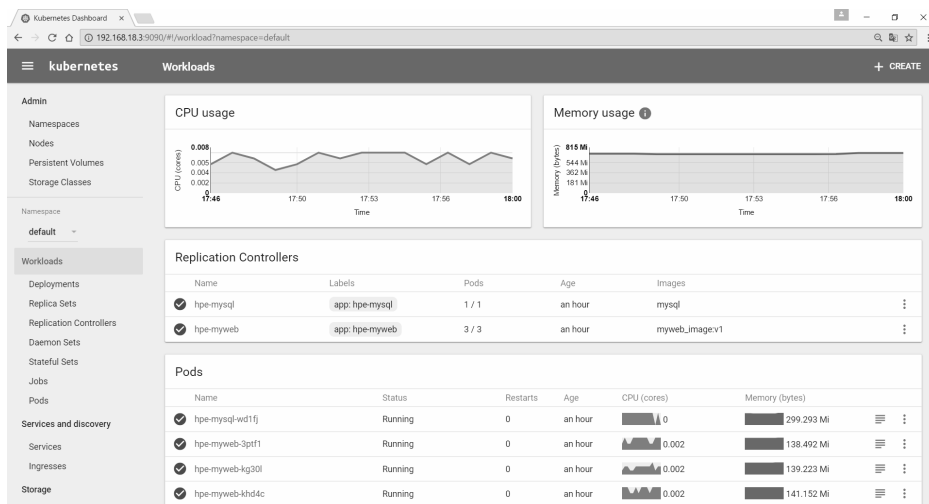 Kubernetes Dashboard
192.168.18.3:9090/#!/workload?namespace=default
kubernetes
Workloads
+ CREATE
Admin
Namespaces
Nodes
Persistent Volumes
Storage Classes
Namespace
default
Workloads
Deployments
Replica Sets
Replication Controllers
Daemon Sets
Stateful Sets
Jobs
Pods
Services and discovery
Services
Ingresses
Storage
CPU usage
CPU (cores)
0.008
0.005
0.004
0.002
0
17:46 17:50 17:53 17:56 18:00
Time
Memory usage
Memory (bytes)
815 Mi
544 Mi
362 Mi
181 Mi
0
17:46 17:50 17:53 17:56 18:00
Time
Replication Controllers
Name Labels Pods Age Images
hpe-mysql app: hpe-mysql 1 / 1 an hour mysql
hpe-myweb app: hpe-myweb 3 / 3 an hour myweb_image:v1
Pods
Name Status Restarts Age CPU (cores) Memory (bytes)
hpe-mysql-wd1fj Running 0 an hour 0 299.293 Mi
hpe-myweb-3ptf1 Running 0 an hour 0.002 138.492 Mi
hpe-myweb-kg30l Running 0 an hour 0.002 139.223 Mi
hpe-myweb-khd4c Running 0 an hour 0.002 141.152 Mi